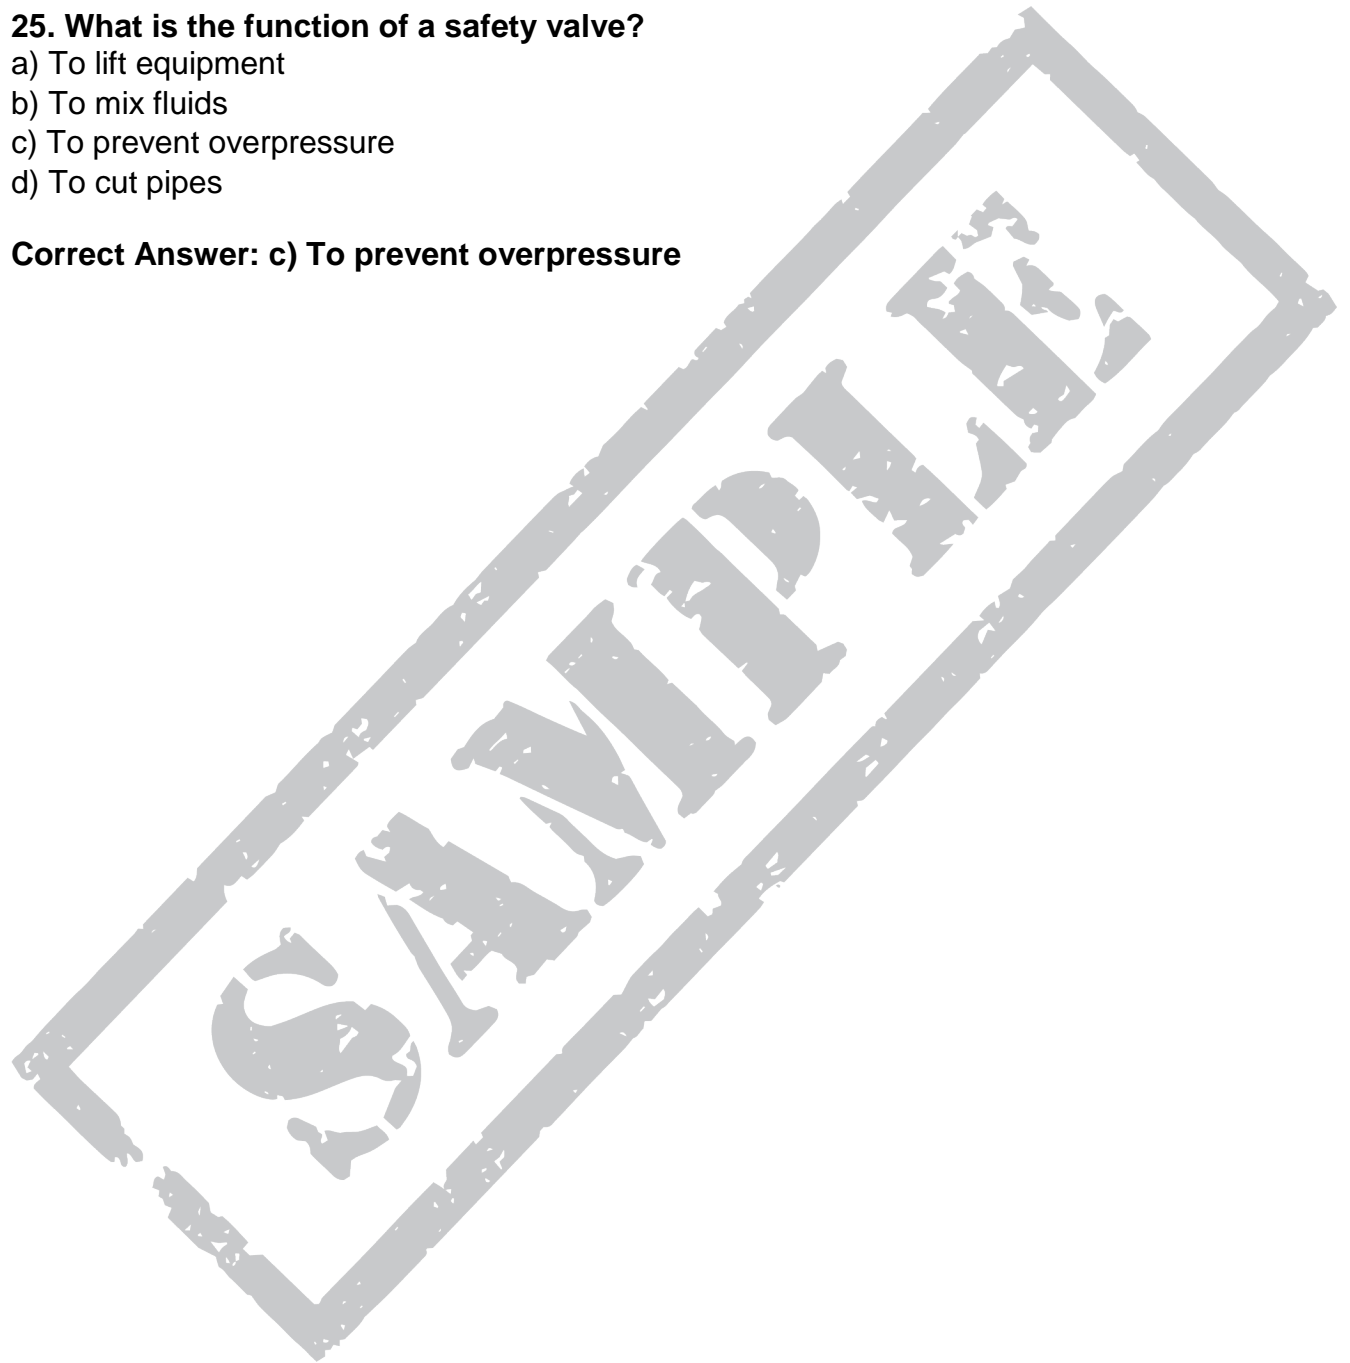 25. What is the function of a safety valve?
a) To lift equipment
b) To mix fluids
c) To prevent overpressure
d) To cut pipes
Correct Answer: c) To prevent overpressure
SAMPLE